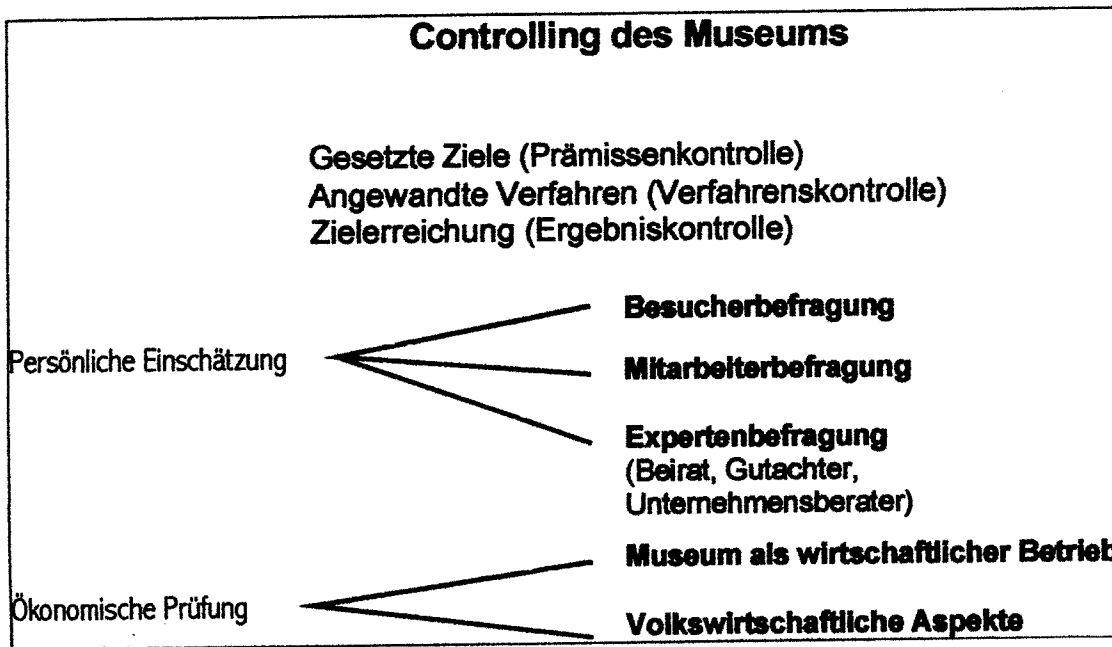 Controlling des Museums
Gesetzte Ziele (Prämissenkontrolle)
Angewandte Verfahren (Verfahrenskontrolle)
Zielerreichung (Ergebniskontrolle)
Persönliche Einschätzung
Besucherbefragung
Mitarbeiterbefragung
Expertenbefragung
(Beirat, Gutachter,
Unternehmensberater)
Ökonomische Prüfung
Museum als wirtschaftlicher Betrieb
Volkswirtschaftliche Aspekte